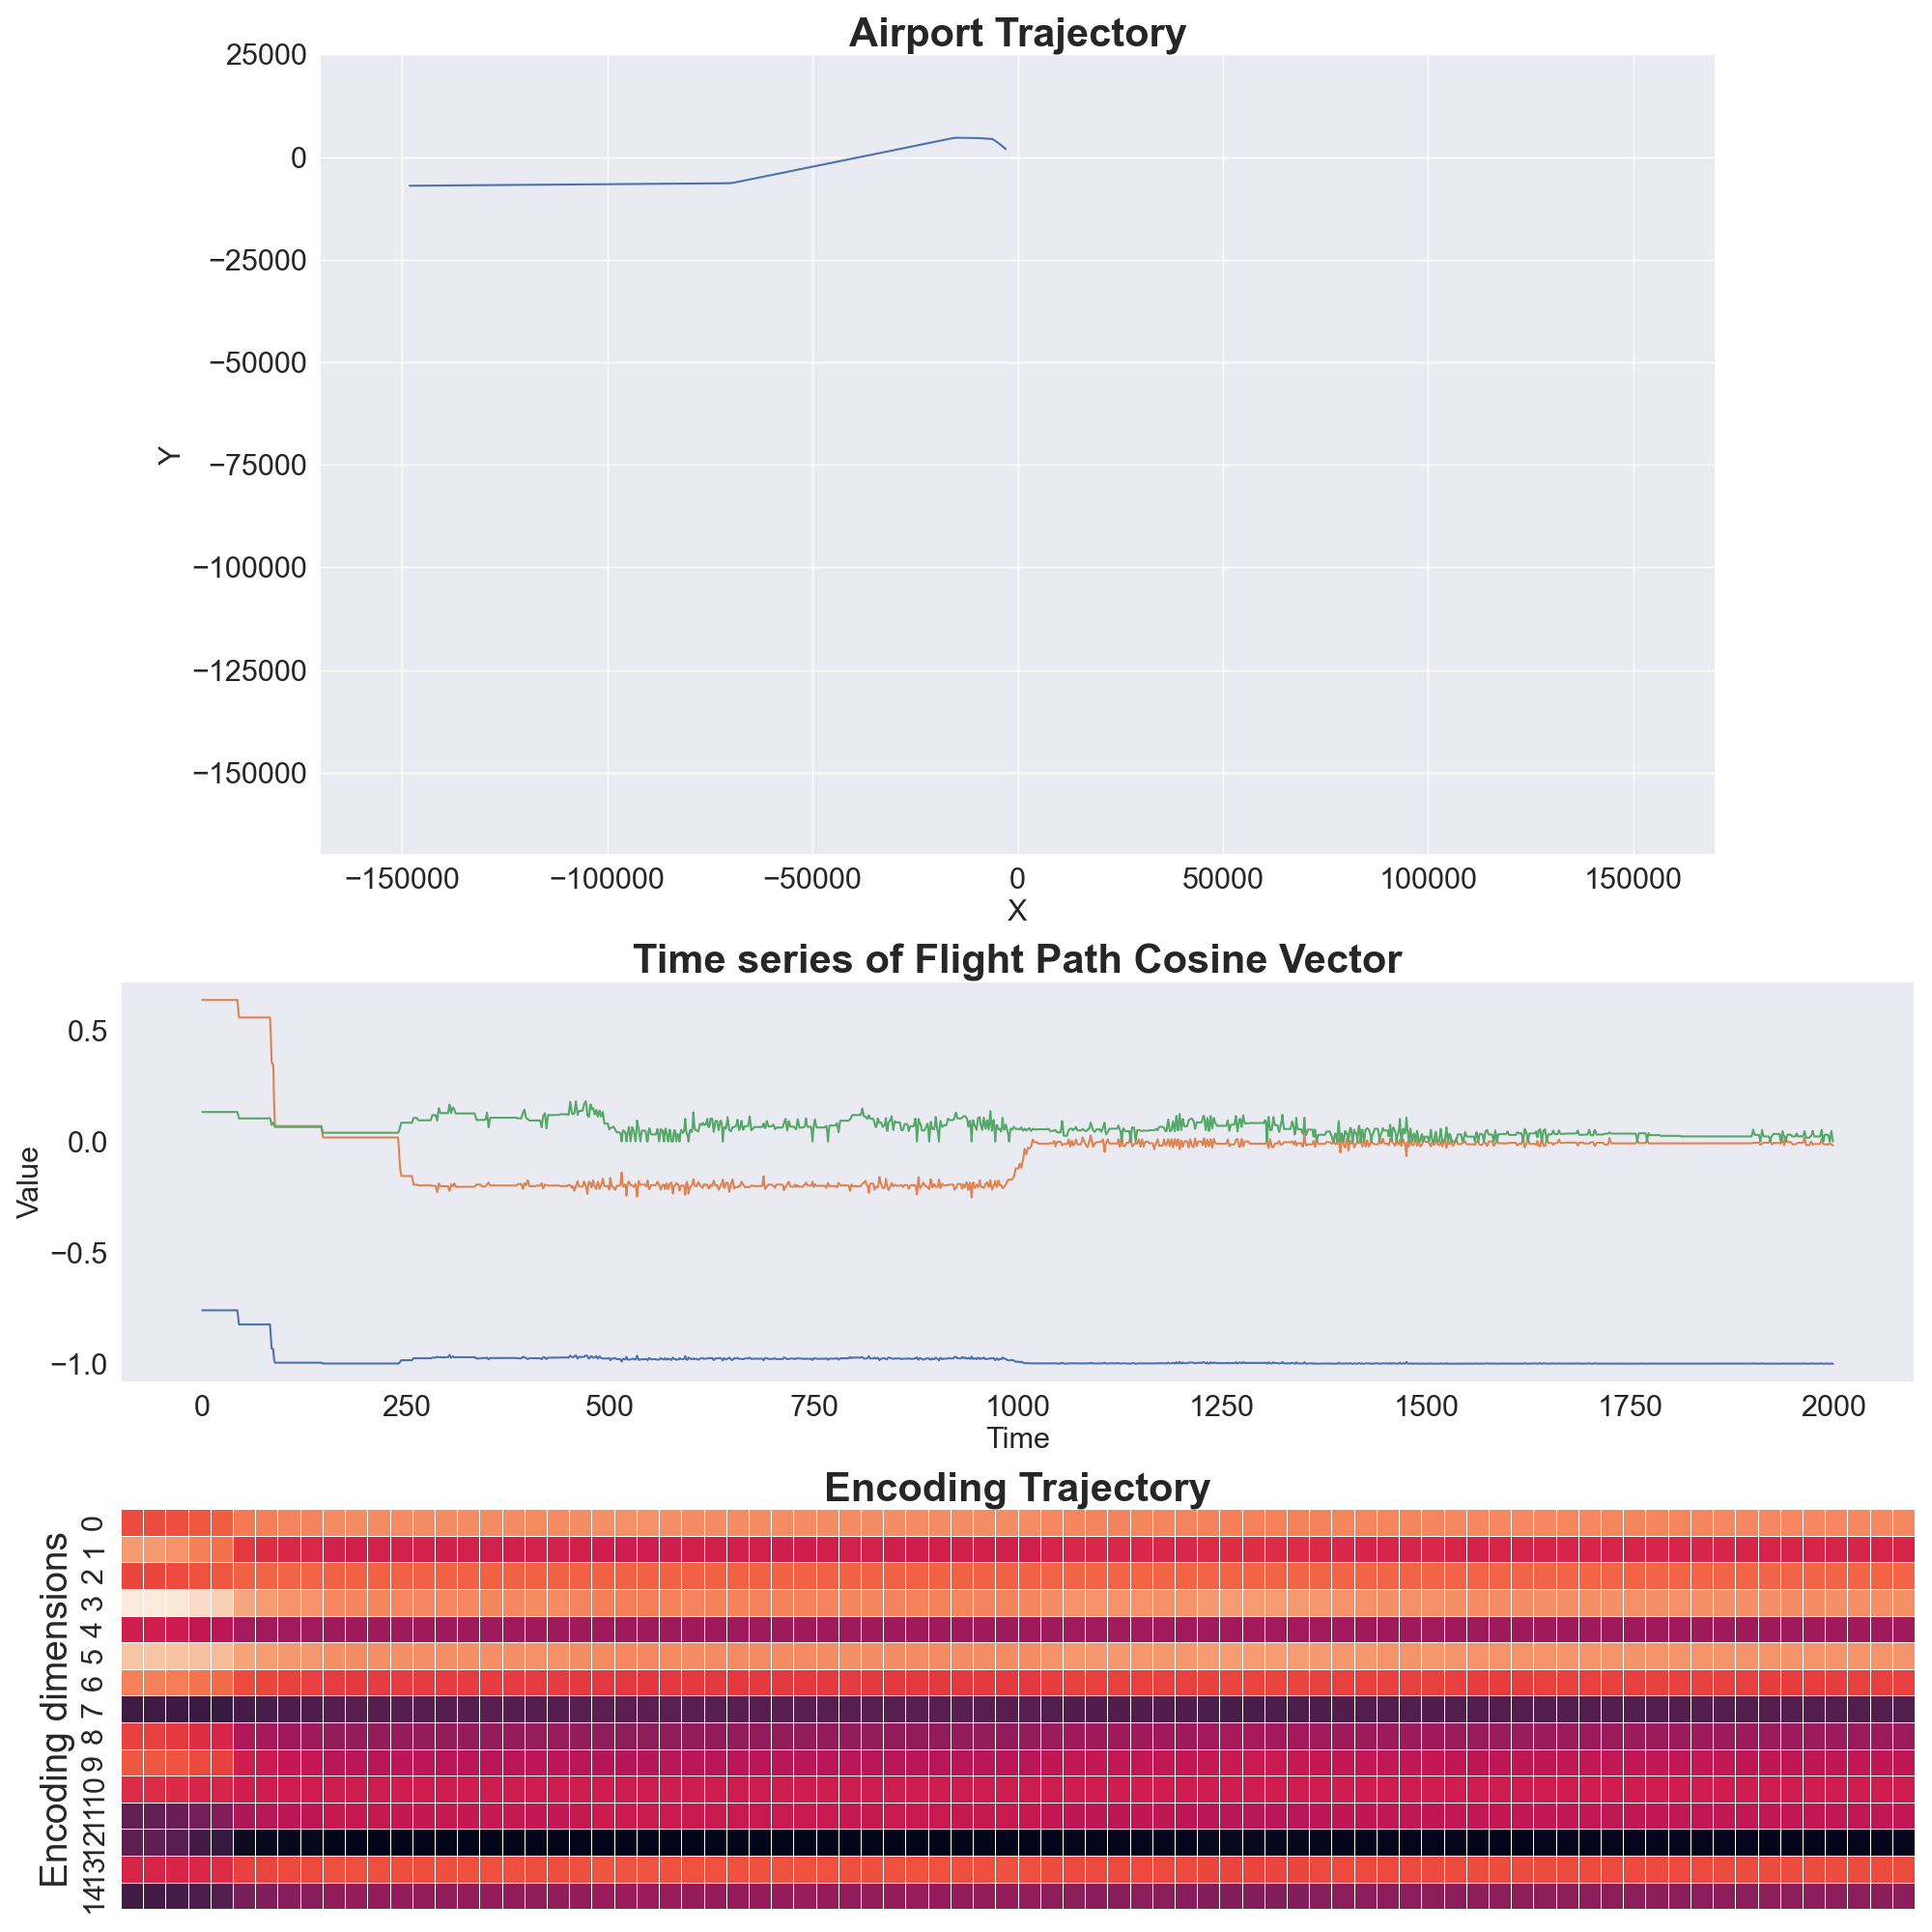 Airport Trajectory
25000
0
−25000
−50000
−75000
−100000
−125000
−150000
Y
−150000 −100000 −50000 0 50000 100000 150000
X
Time series of Flight Path Cosine Vector
0.5
0.0
−0.5
−1.0
Value
0 250 500 750 1000 1250 1500 1750 2000
Time
Encoding Trajectory
Encoding dimensions
0
1
2
3
4
5
6
7
8
9
10
11
12
13
14